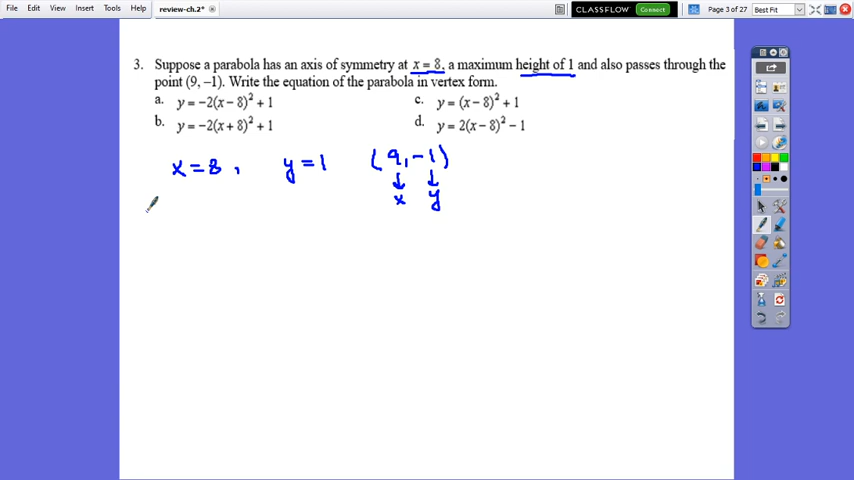 File Edit View Insert Tools Help review-ch.2* CLASSFLOW Connect Page 3 of 27 Best Fit
3. Suppose a parabola has an axis of symmetry at x = 8, a maximum height of 1 and also passes through the
point (9, –1). Write the equation of the parabola in vertex form.
a. y = –2(x – 8)² + 1 c. y = (x – 8)² + 1
b. y = –2(x + 8)² + 1 d. y = 2(x – 8)² – 1
x = 8 , y = 1 (9, -1)
↓ ↓
x y